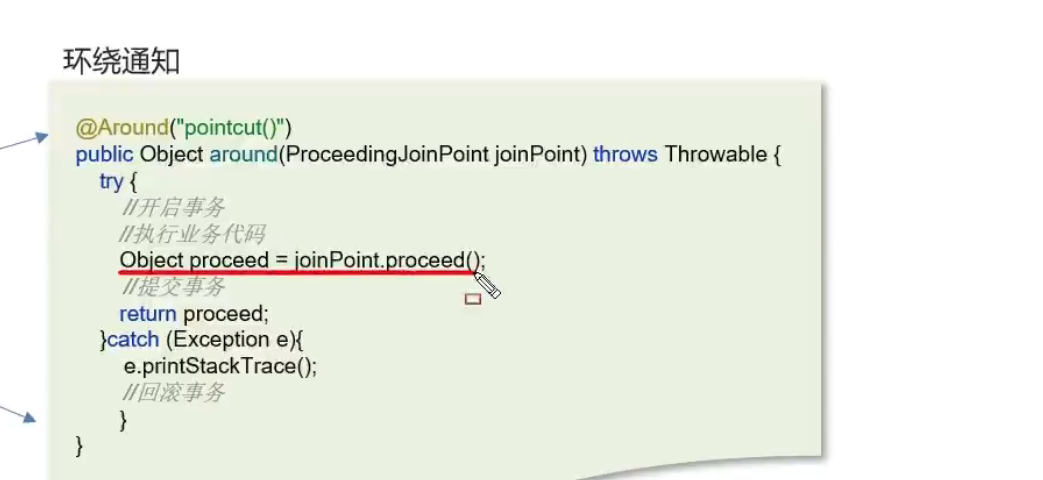 环绕通知
@Around("pointcut()")
public Object around(ProceedingJoinPoint joinPoint) throws Throwable {
try {
//开启事务
//执行业务代码
Object proceed = joinPoint.proceed();
//提交事务
return proceed;
}catch (Exception e){
e.printStackTrace();
//回滚事务
}
}